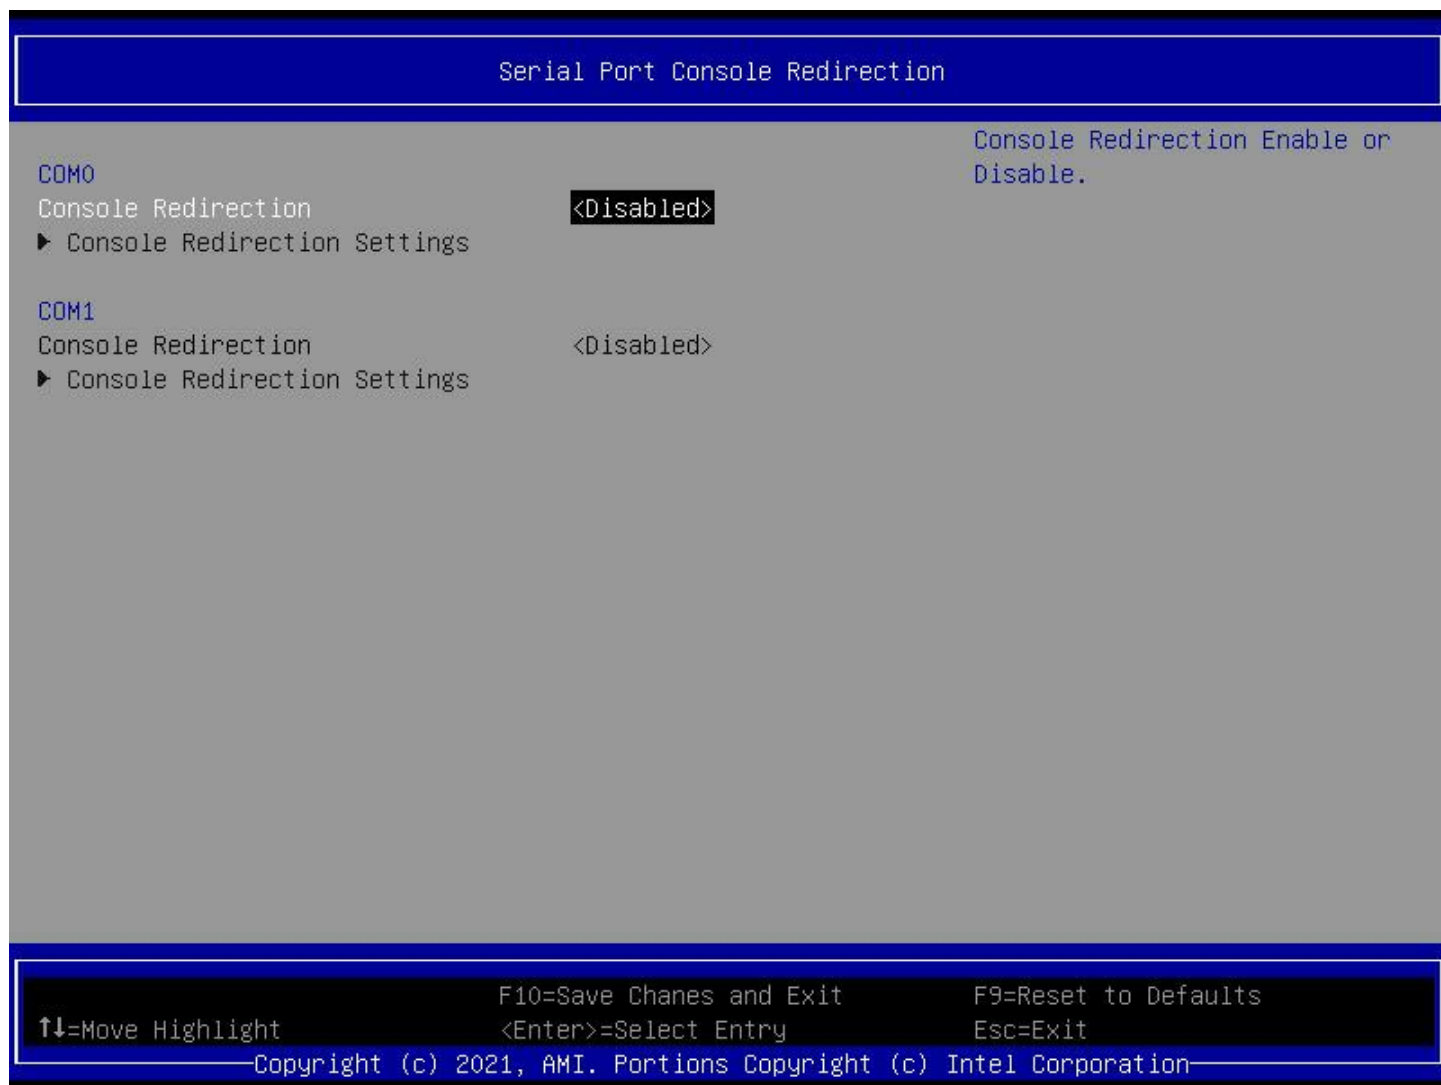 Serial Port Console Redirection
Console Redirection Enable or
Disable.
COM0
Console Redirection <Disabled>
▶ Console Redirection Settings
COM1
Console Redirection <Disabled>
▶ Console Redirection Settings
F10=Save Chanes and Exit F9=Reset to Defaults
↑↓=Move Highlight <Enter>=Select Entry Esc=Exit
Copyright (c) 2021, AMI. Portions Copyright (c) Intel Corporation